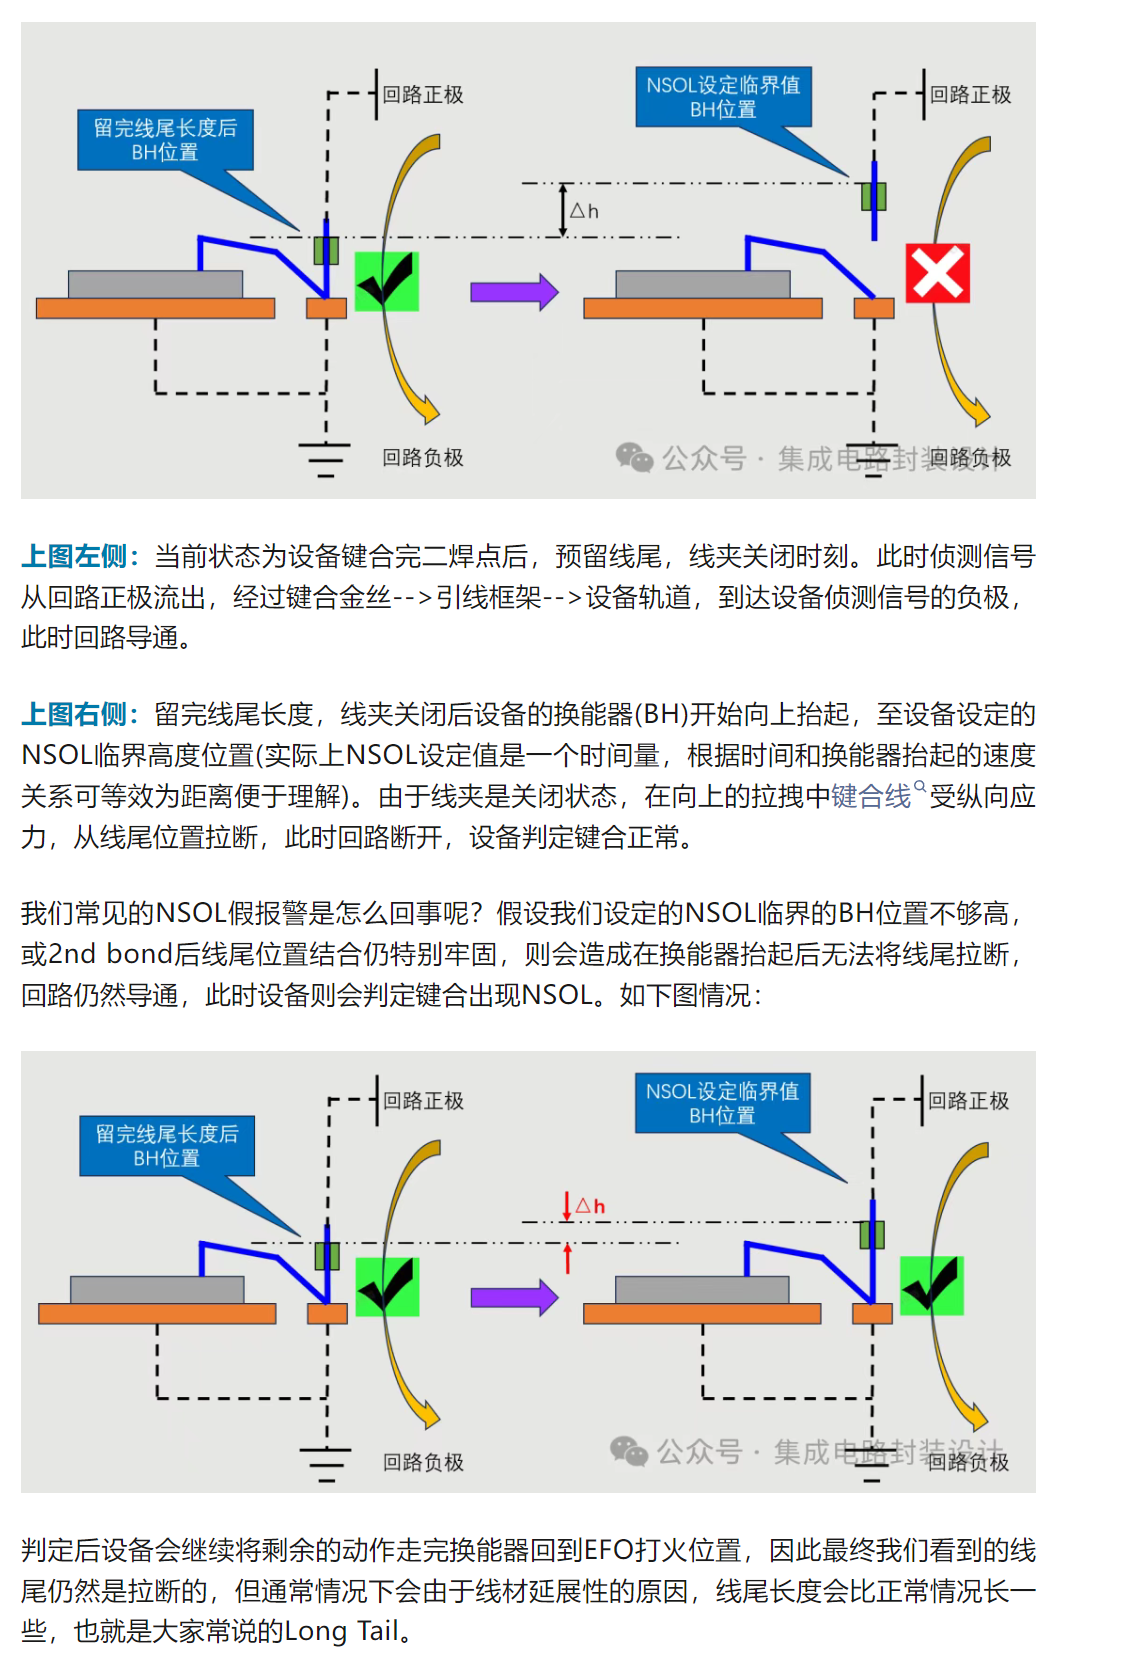 回路正极
NSOL设定临界值
BH位置
回路正极
留完线尾长度后
BH位置
△h
回路负极
公众号 · 集成电路封装设计
回路负极
上图左侧：当前状态为设备键合完二焊点后，预留线尾，线夹关闭时刻。此时侦测信号
从回路正极流出，经过键合金丝-->引线框架-->设备轨道，到达设备侦测信号的负极，
此时回路导通。
上图右侧：留完线尾长度，线夹关闭后设备的换能器(BH)开始向上抬起，至设备设定的
NSOL临界高度位置(实际上NSOL设定值是一个时间量，根据时间和换能器抬起的速度
关系可等效为距离便于理解)。由于线夹是关闭状态，在向上的拉拽中键合线受纵向应
力，从线尾位置拉断，此时回路断开，设备判定键合正常。
我们常见的NSOL假报警是怎么回事呢？假设我们设定的NSOL临界的BH位置不够高，
或2nd bond后线尾位置结合仍特别牢固，则会造成在换能器抬起后无法将线尾拉断，
回路仍然导通，此时设备则会判定键合出现NSOL。如下图情况：
回路正极
NSOL设定临界值
BH位置
回路正极
留完线尾长度后
BH位置
△h
回路负极
公众号 · 集成电路封装设计
回路负极
判定后设备会继续将剩余的动作走完换能器回到EFO打火位置，因此最终我们看到的线
尾仍然是拉断的，但通常情况下会由于线材延展性的原因，线尾长度会比正常情况长一
些，也就是大家常说的Long Tail。